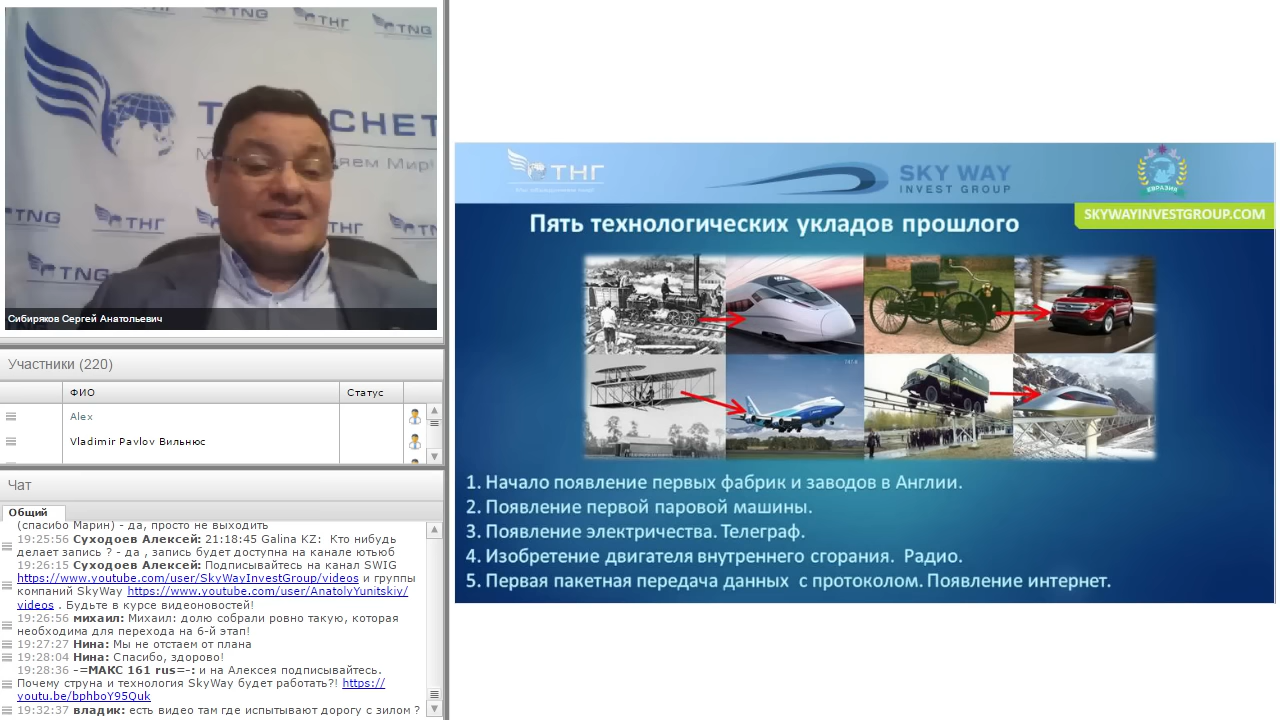 TNG
ТНГ
TNG
ТНГ
TNG
Сибиряков Сергей Анатольевич
Участники (220)
ФИО
Статус
Alex
Vladimir Pavlov Вильнюс
Чат
Общий
(спасибо Марин) - да, просто не выходить
19:25:56 Суходоев Алексей: 21:18:45 Galina KZ: Кто нибудь
делает запись ? - да , запись будет доступна на канале ютьюб
19:26:15 Суходоев Алексей: Подписывайтесь на канал SWIG
https://www.youtube.com/user/SkyWayInvestGroup/videos и группы
компаний SkyWay https://www.youtube.com/user/AnatolyYunitskiy/
videos . Будьте в курсе видеоновостей!
19:26:56 михаил: Михаил: долю собрали ровно такую, которая
необходима для перехода на 6-й этап!
19:27:27 Нина: Мы не отстаем от плана
19:28:04 Нина: Спасибо, здорово!
19:28:36 -=МАКС 161 rus=-: и на Алексея подписывайтесь.
Почему струна и технология SkyWay будет работать?! https://
youtu.be/bphboY95Quk
19:32:37 владик: есть видео там где испытывают дорогу с зилом ?
ТНГ
SKY WAY
INVEST GROUP
ЕВРАЗИЯ
SKYWAYINVESTGROUP.COM
Пять технологических укладов прошлого
1. Начало появление первых фабрик и заводов в Англии.
2. Появление первой паровой машины.
3. Появление электричества. Телеграф.
4. Изобретение двигателя внутреннего сгорания. Радио.
5. Первая пакетная передача данных с протоколом. Появление интернет.